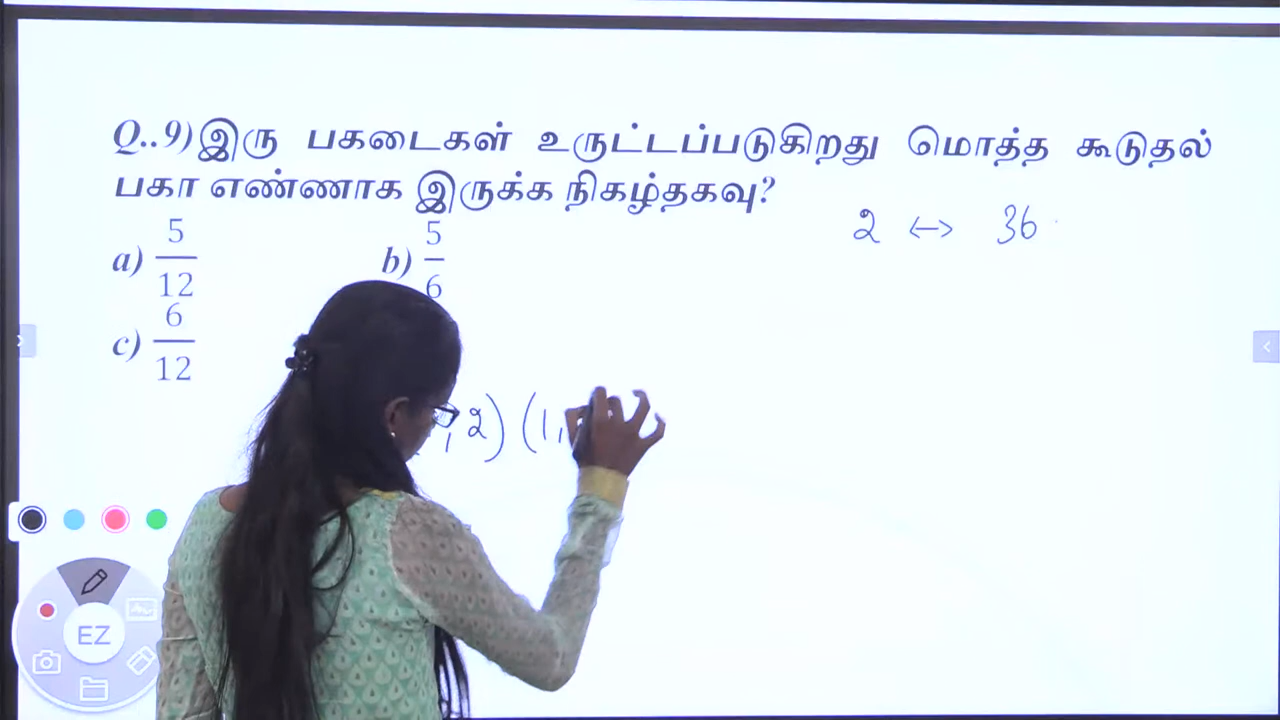 Q..9)இரு பகடைகள் உருட்டப்படுகிறது மொத்த கூடுதல்
பகா எண்ணாக இருக்க நிகழ்தகவு?
2 ↔ 36
a) 5/12 b) 5/6
c) 6/12
, 2) (1,
EZ